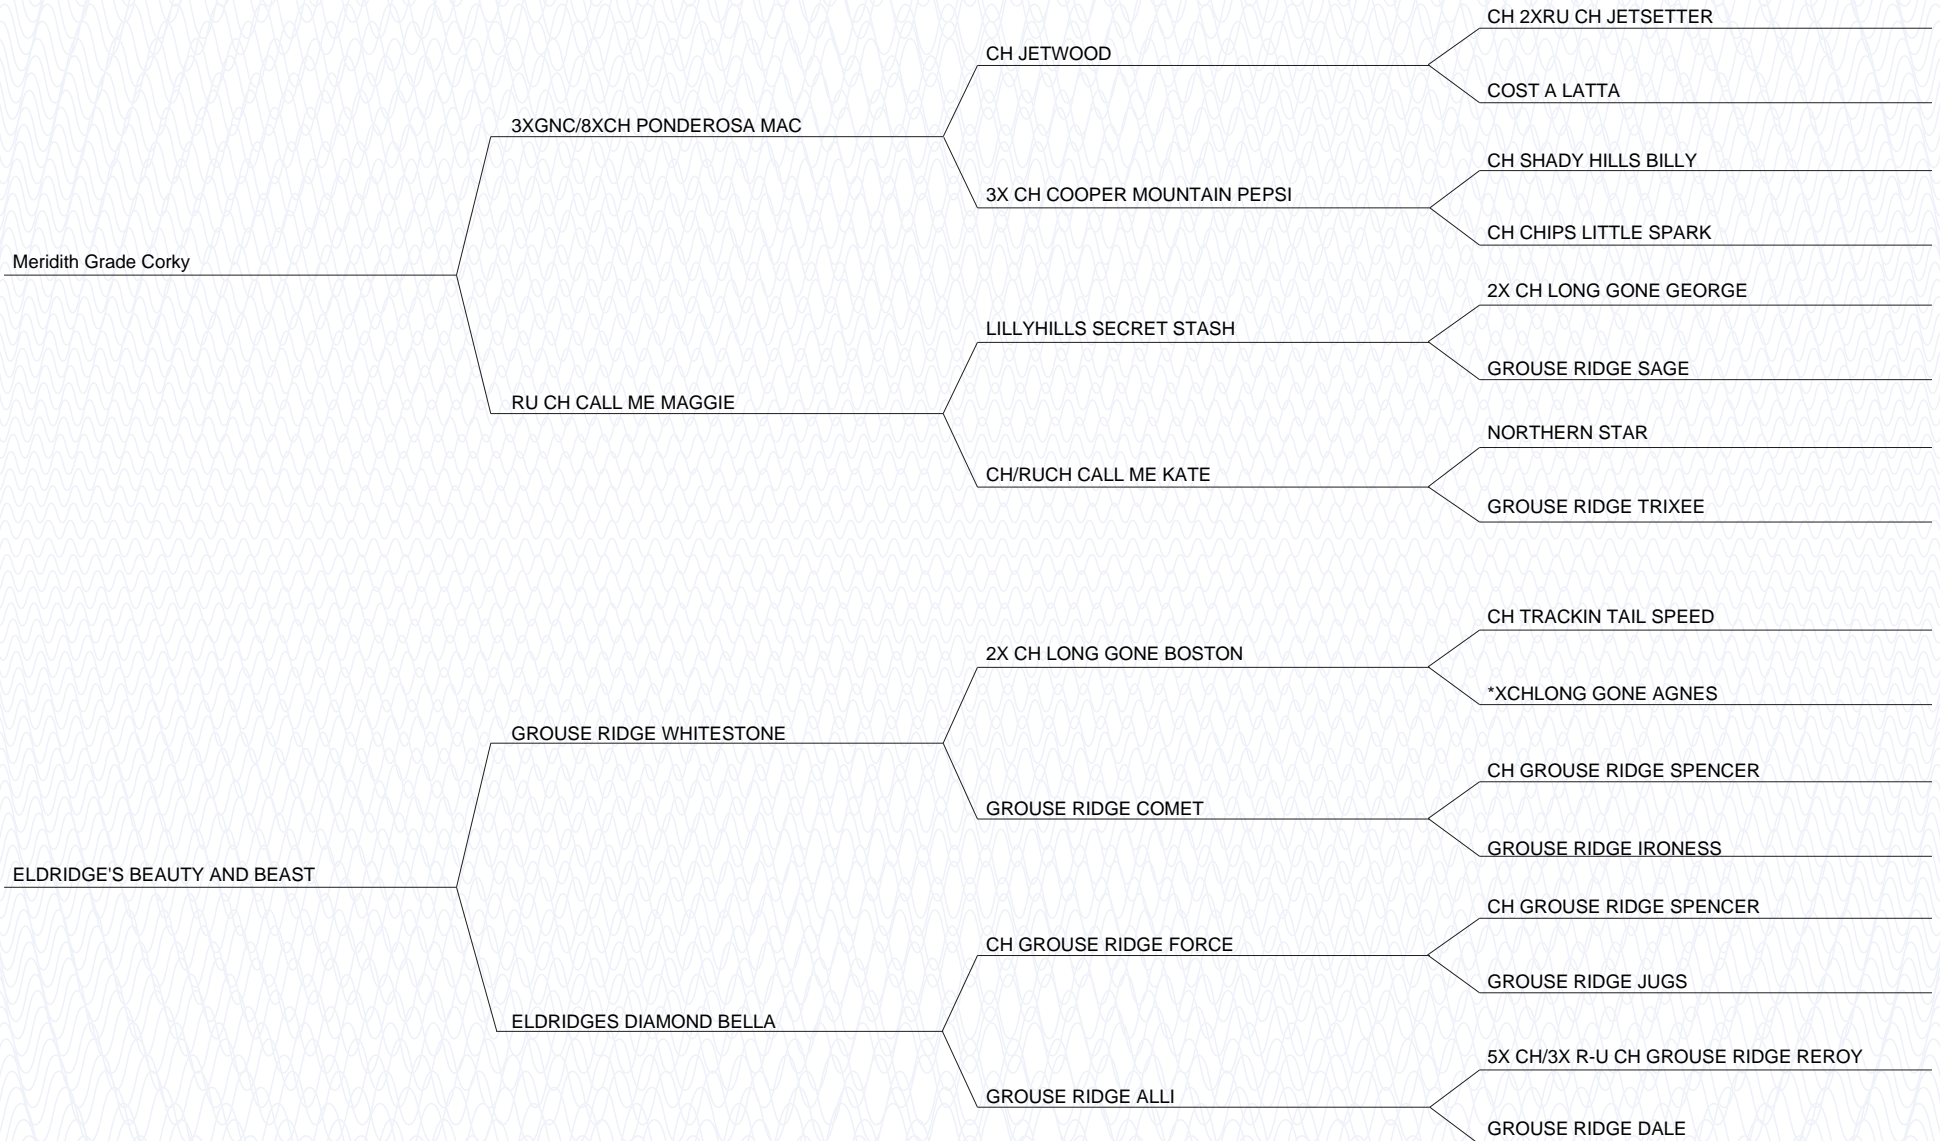 CH 2XRU CH JETSETTER
CH JETWOOD
COST A LATTA
3XGNC/8XCH PONDEROSA MAC
CH SHADY HILLS BILLY
3X CH COOPER MOUNTAIN PEPSI
CH CHIPS LITTLE SPARK
Meridith Grade Corky
2X CH LONG GONE GEORGE
LILLYHILLS SECRET STASH
GROUSE RIDGE SAGE
RU CH CALL ME MAGGIE
NORTHERN STAR
CH/RUCH CALL ME KATE
GROUSE RIDGE TRIXEE
CH TRACKIN TAIL SPEED
2X CH LONG GONE BOSTON
*XCHLONG GONE AGNES
GROUSE RIDGE WHITESTONE
CH GROUSE RIDGE SPENCER
GROUSE RIDGE COMET
GROUSE RIDGE IRONESS
ELDRIDGE'S BEAUTY AND BEAST
CH GROUSE RIDGE SPENCER
CH GROUSE RIDGE FORCE
GROUSE RIDGE JUGS
ELDRIDGES DIAMOND BELLA
5X CH/3X R-U CH GROUSE RIDGE REROY
GROUSE RIDGE ALLI
GROUSE RIDGE DALE